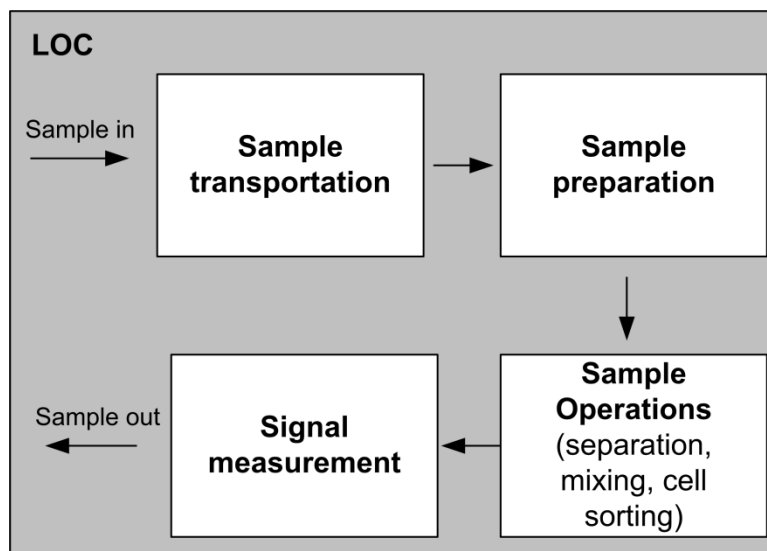 LOC
Sample in
Sample
transportation
Sample
preparation
Sample
Operations
(separation,
mixing, cell
sorting)
Signal
measurement
Sample out